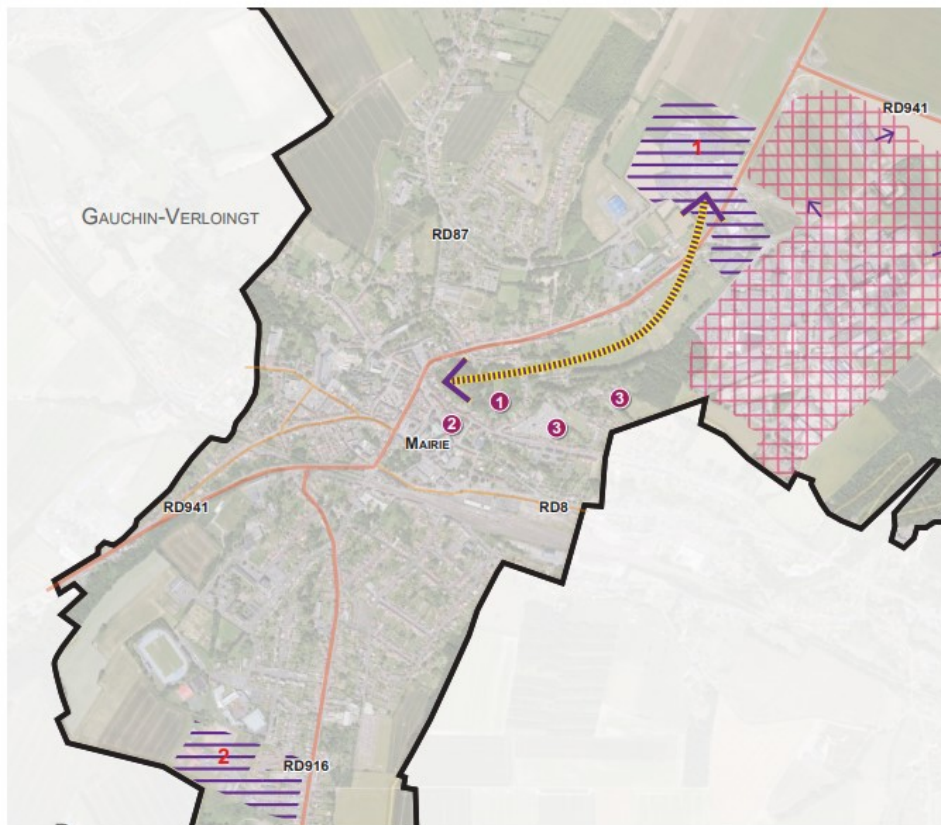 RD941
1
GAUCHIN-VERLOINGT
RD87
1
3
2
3
MAIRIE
RD941
RD8
2
RD916